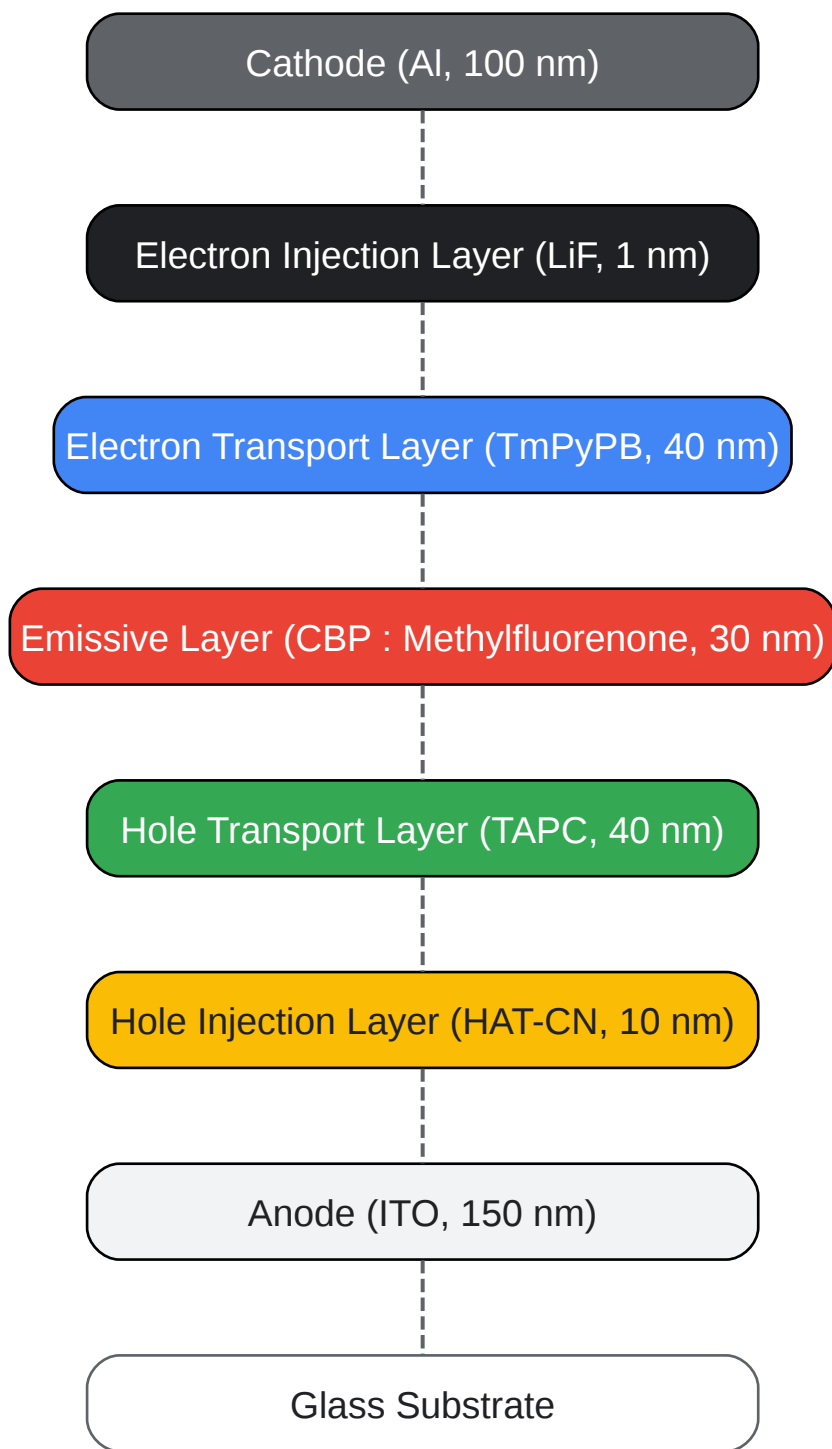 Cathode (Al, 100 nm)
Electron Injection Layer (LiF, 1 nm)
Electron Transport Layer (TmPyPB, 40 nm)
Emissive Layer (CBP : Methylfluorenone, 30 nm)
Hole Transport Layer (TAPC, 40 nm)
Hole Injection Layer (HAT-CN, 10 nm)
Anode (ITO, 150 nm)
Glass Substrate